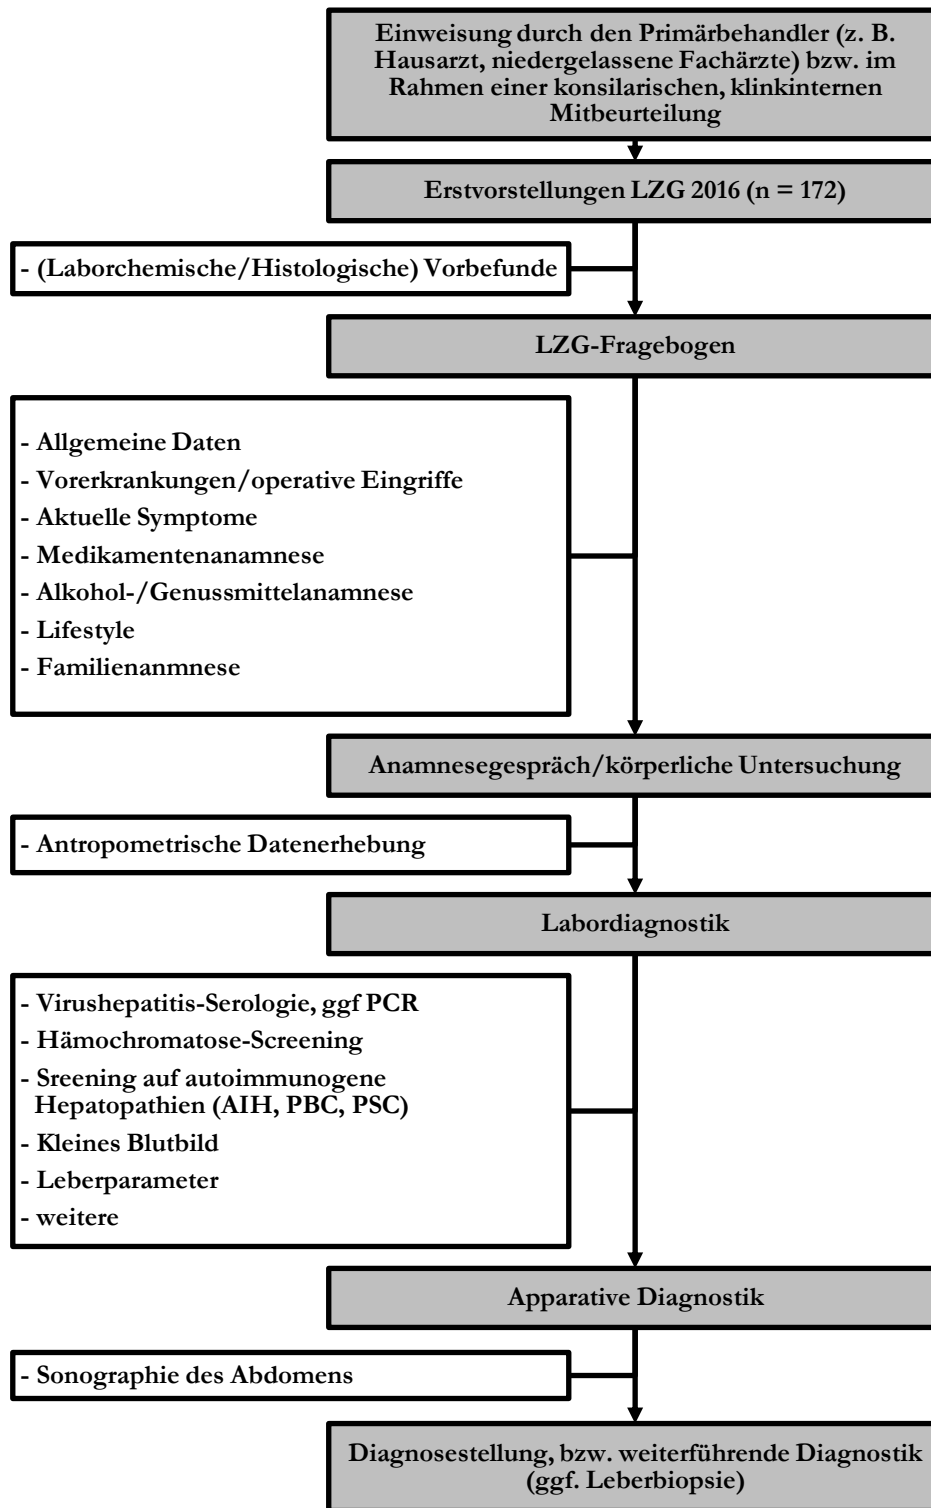 Einweisung durch den Primärbehandler (z. B.
Hausarzt, niedergelassene Fachärzte) bzw. im
Rahmen einer konsilarischen, klinkinternen
Mitbeurteilung
Erstvorstellungen LZG 2016 (n = 172)
- (Laborchemische/Histologische) Vorbefunde
LZG-Fragebogen
- Allgemeine Daten
- Vorerkrankungen/operative Eingriffe
- Aktuelle Symptome
- Medikamentenanamnese
- Alkohol-/Genussmittelanamnese
- Lifestyle
- Familienanmnese
Anamnesegespräch/körperliche Untersuchung
- Antropometrische Datenerhebung
Labordiagnostik
- Virushepatitis-Serologie, ggf PCR
- Hämochromatose-Screening
- Sreening auf autoimmunogene
Hepatopathien (AIH, PBC, PSC)
- Kleines Blutbild
- Leberparameter
- weitere
Apparative Diagnostik
- Sonographie des Abdomens
Diagnosestellung, bzw. weiterführende Diagnostik
(ggf. Leberbiopsie)